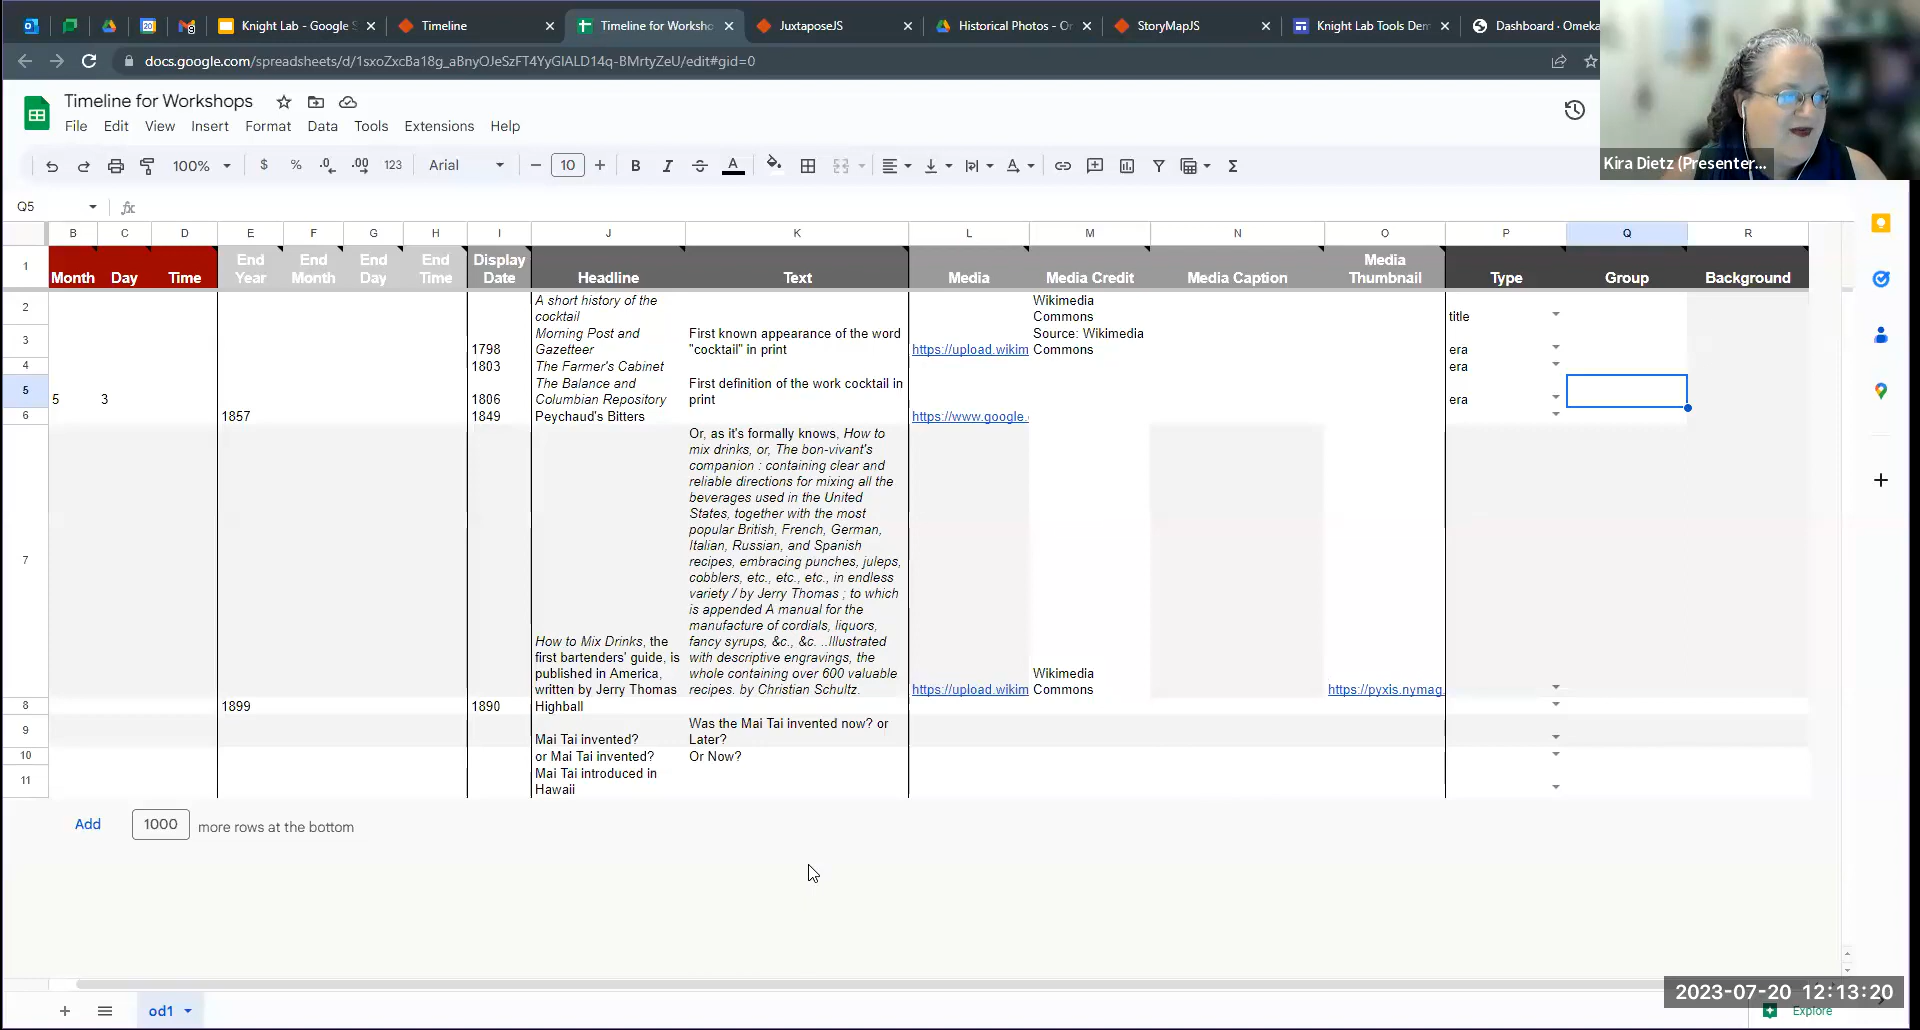 Knight Lab - Google S
Timeline
Timeline for Worksho
JuxtaposeJS
Historical Photos - Or
StoryMapJS
Knight Lab Tools Dem
Dashboard · Omeka
docs.google.com/spreadsheets/d/1sxoZxcBa18g_aBnyOJeSzFT4YyGlALD14q-BMrtyZeU/edit#gid=0
Timeline for Workshops
File Edit View Insert Format Data Tools Extensions Help
100% $ % .0 .00 123 Arial 10 B I S A
Kira Dietz (Presenter...
Q5 fx
B C D E F G H I J K L M N O P Q R
1 Month Day Time End Year End Month End Day End Time Display Date Headline Text Media Media Credit Media Caption Media Thumbnail Type Group Background
2 A short history of the Wikimedia
cocktail Commons title
3 Morning Post and First known appearance of the word Source: Wikimedia
1798 Gazetteer "cocktail" in print https://upload.wikim Commons era
4 1803 The Farmer's Cabinet era
5 The Balance and First definition of the work cocktail in
5 3 1806 Columbian Repository print era
6 1857 1849 Peychaud's Bitters https://www.google.
Or, as it's formally knows, How to
mix drinks, or, The bon-vivant's
companion : containing clear and
reliable directions for mixing all the
beverages used in the United
States, together with the most
popular British, French, German,
Italian, Russian, and Spanish
7 recipes, embracing punches, juleps,
cobblers, etc., etc., etc., in endless
variety / by Jerry Thomas ; to which
is appended A manual for the
manufacture of cordials, liquors,
How to Mix Drinks, the fancy syrups, &c., &c. ..Illustrated
first bartenders' guide, is with descriptive engravings, the
published in America, whole containing over 600 valuable Wikimedia
written by Jerry Thomas recipes. by Christian Schultz. https://upload.wikim Commons https://pyxis.nymag.
8 1899 1890 Highball
9 Was the Mai Tai invented now? or
Mai Tai invented? Later?
10 or Mai Tai invented? Or Now?
11 Mai Tai introduced in
Hawaii
Add 1000 more rows at the bottom
2023-07-20 12:13:20
od1
Explore